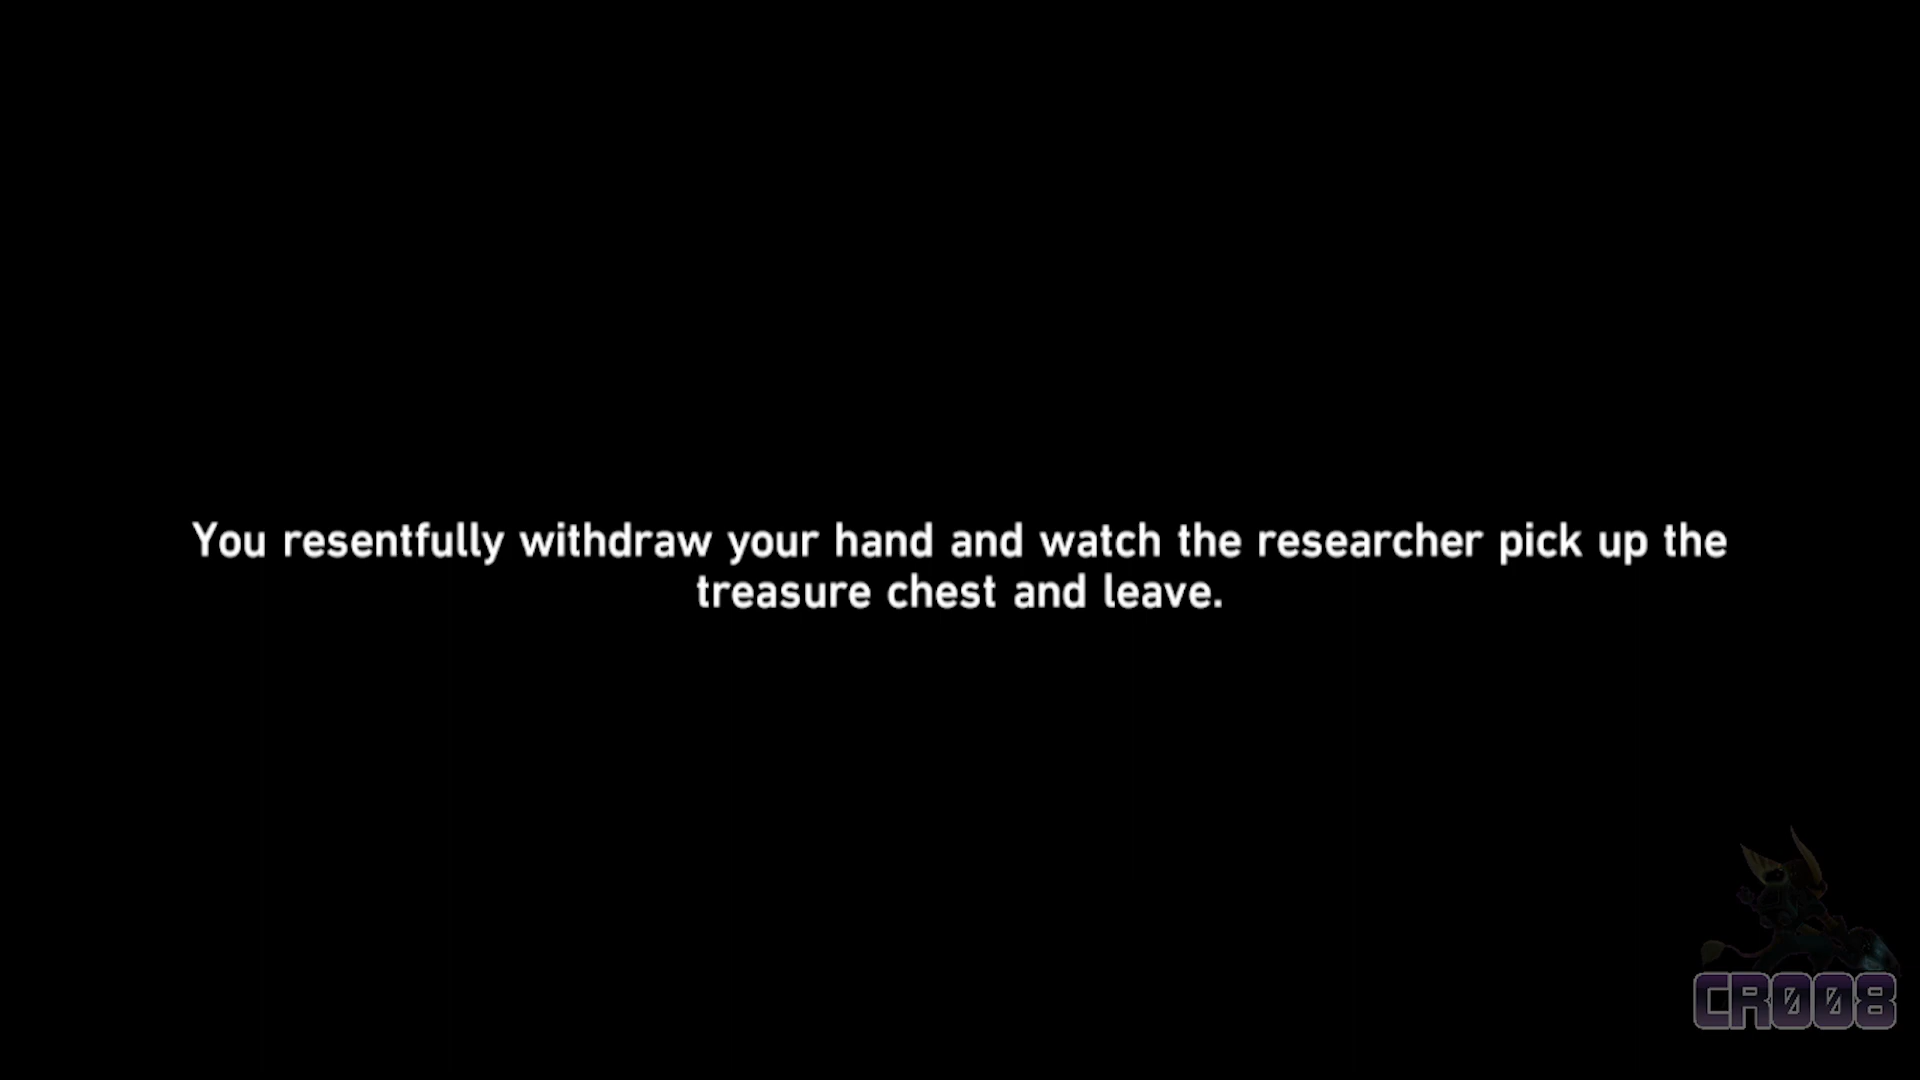 You resentfully withdraw your hand and watch the researcher pick up the
treasure chest and leave.
CR008